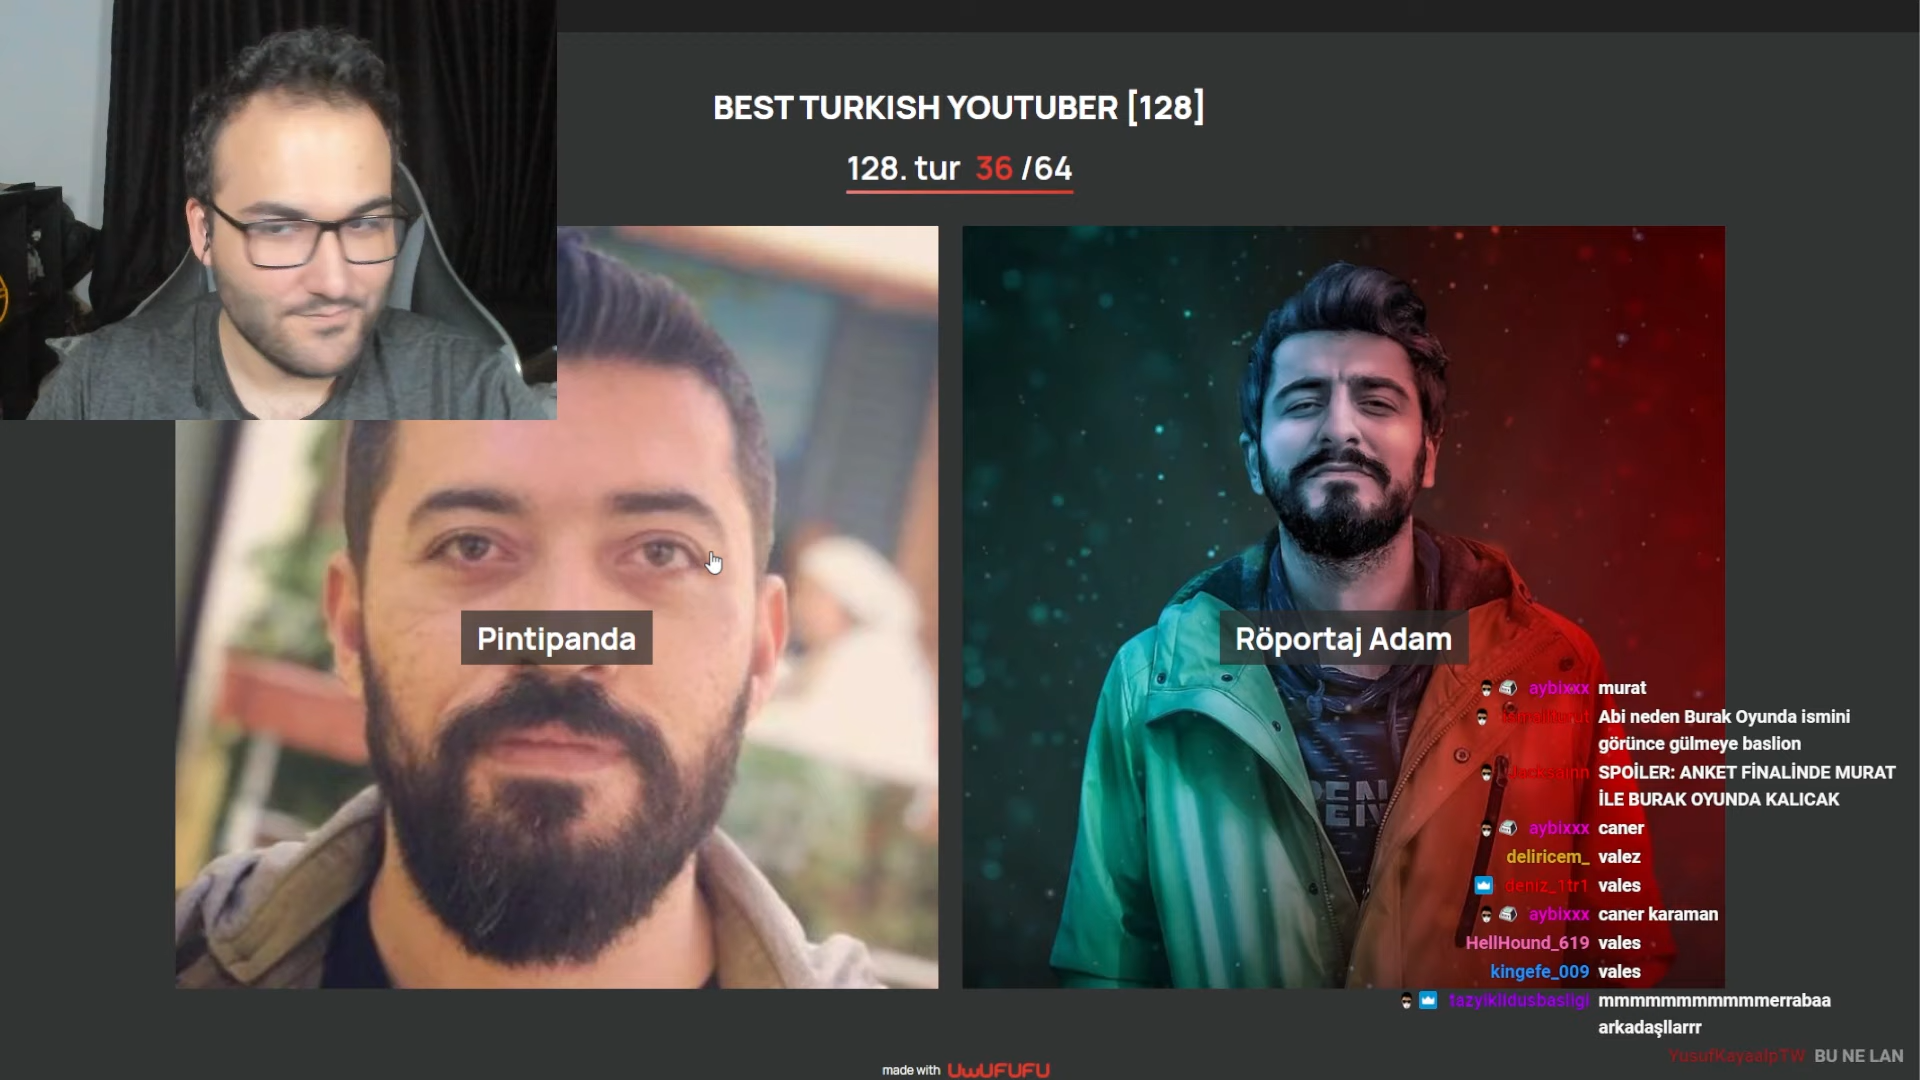 BEST TURKISH YOUTUBER [128]
128. tur 36 /64
Pintipanda
Röportaj Adam
aybixxx murat
Abi neden Burak Oyunda ismini
görünce gülmeye baslion
SPOİLER: ANKET FİNALİNDE MURAT
İLE BURAK OYUNDA KALICAK
aybixxx caner
deliricem_ valez
deniz_1tr1 vales
aybixxx caner karaman
HellHound_619 vales
kingefe_009 vales
tazyiklidusbasligi mmmmmmmmmmmerrabaa
arkadaşllarrr
YusufKayaalpTW BU NE LAN
made with UwUFUFU